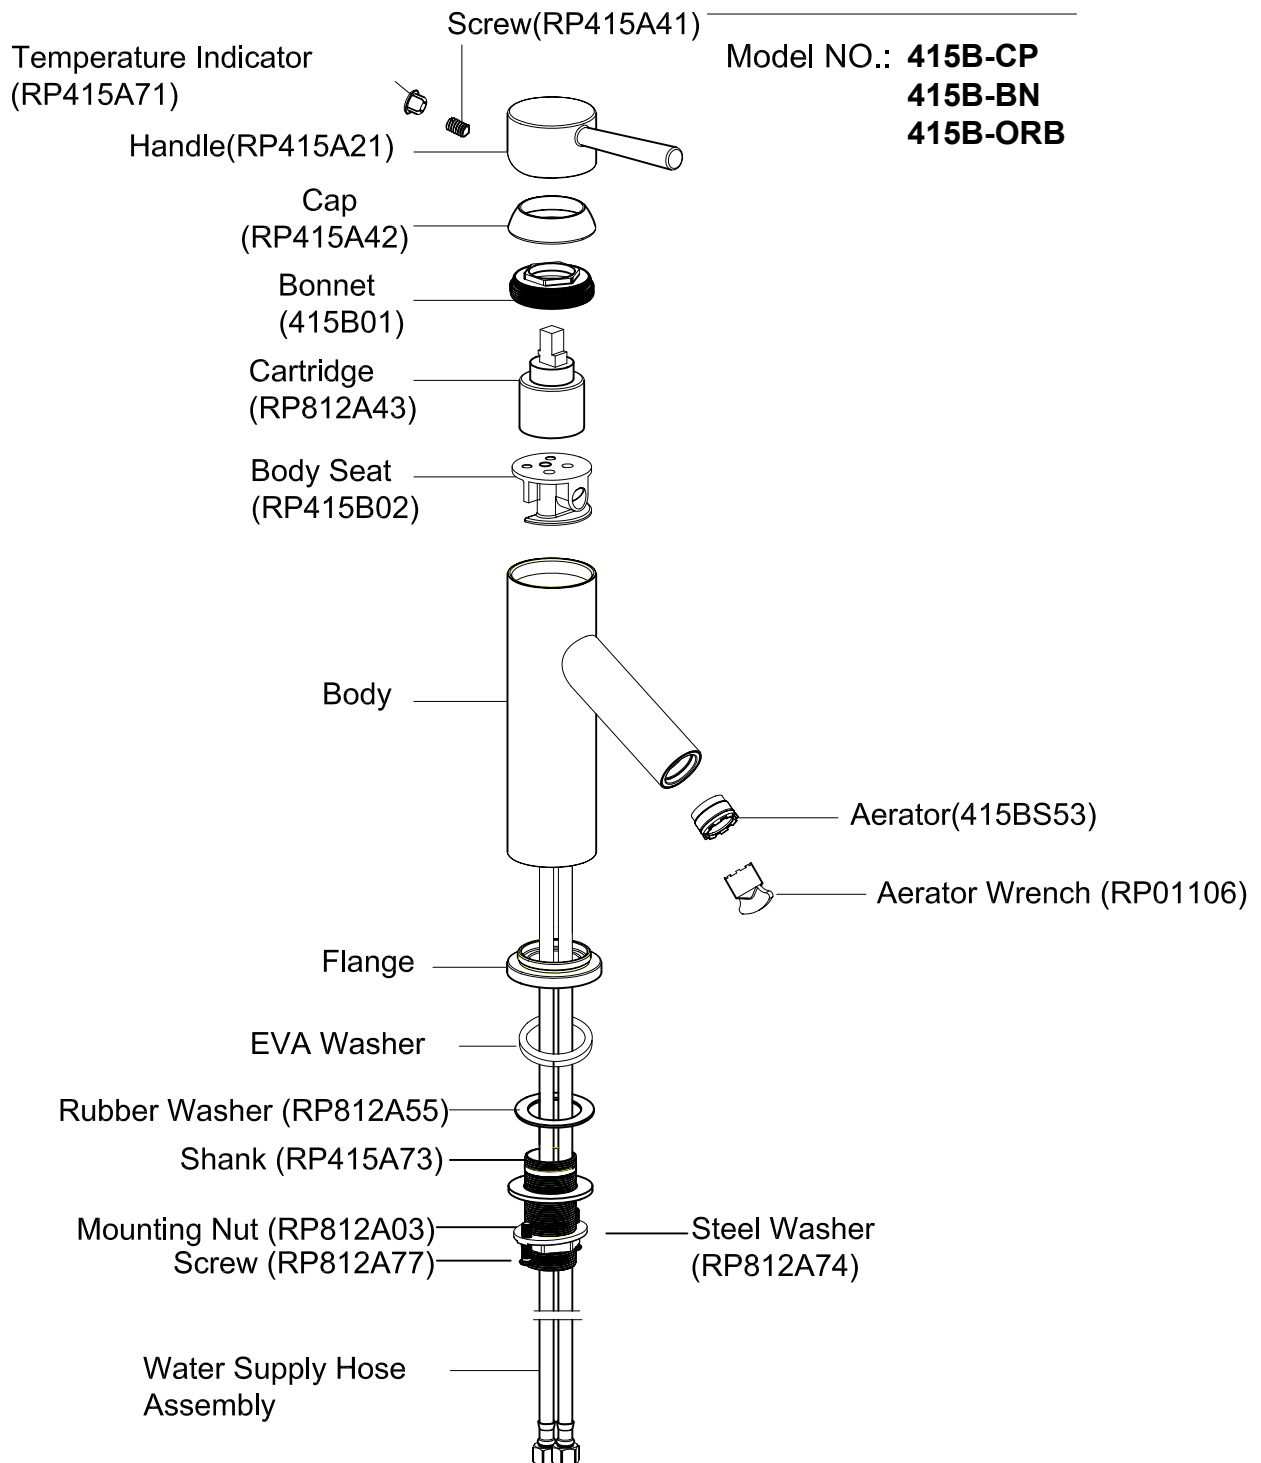 Screw(RP415A41)
Temperature Indicator
(RP415A71)
Model NO.: 415B-CP
415B-BN
415B-ORB
Handle(RP415A21)
Cap
(RP415A42)
Bonnet
(415B01)
Cartridge
(RP812A43)
Body Seat
(RP415B02)
Body
Aerator(415BS53)
Aerator Wrench (RP01106)
Flange
EVA Washer
Rubber Washer (RP812A55)
Shank (RP415A73)
Mounting Nut (RP812A03)
Screw (RP812A77)
Steel Washer
(RP812A74)
Water Supply Hose
Assembly